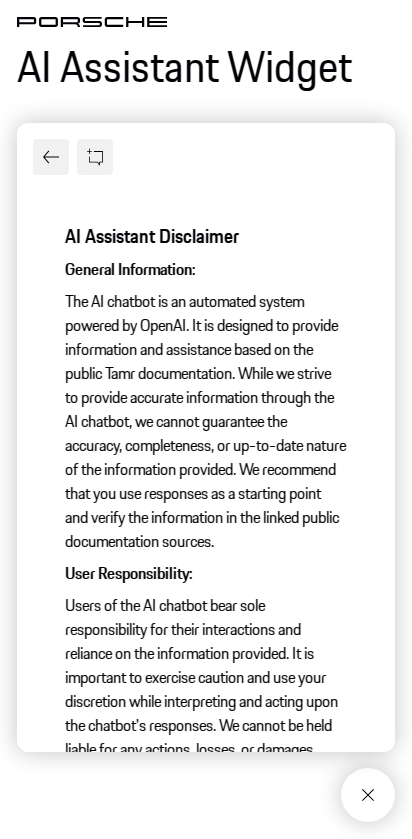 PORSCHE
AI Assistant Widget
AI Assistant Disclaimer
General Information:
The AI chatbot is an automated system
powered by OpenAI. It is designed to provide
information and assistance based on the
public Tamr documentation. While we strive
to provide accurate information through the
AI chatbot, we cannot guarantee the
accuracy, completeness, or up-to-date nature
of the information provided. We recommend
that you use responses as a starting point
and verify the information in the linked public
documentation sources.
User Responsibility:
Users of the AI chatbot bear sole
responsibility for their interactions and
reliance on the information provided. It is
important to exercise caution and use your
discretion while interpreting and acting upon
the chatbot's responses. We cannot be held
liable for any actions, losses, or damages